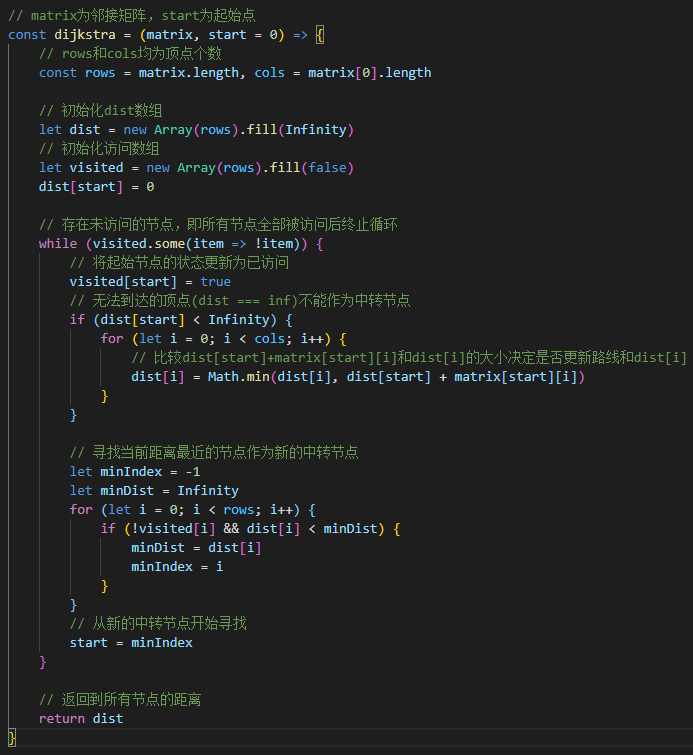 // matrix为邻接矩阵，start为起始点
const dijkstra = (matrix, start = 0) => {
    // rows和cols均为顶点个数
    const rows = matrix.length, cols = matrix[0].length

    // 初始化dist数组
    let dist = new Array(rows).fill(Infinity)
    // 初始化访问数组
    let visited = new Array(rows).fill(false)
    dist[start] = 0

    // 存在未访问的节点，即所有节点全部被访问后终止循环
    while (visited.some(item => !item)) {
        // 将起始节点的状态更新为已访问
        visited[start] = true
        // 无法到达的顶点(dist === inf)不能作为中转节点
        if (dist[start] < Infinity) {
            for (let i = 0; i < cols; i++) {
                // 比较dist[start]+matrix[start][i]和dist[i]的大小决定是否更新路线和dist[i]
                dist[i] = Math.min(dist[i], dist[start] + matrix[start][i])
            }
        }

        // 寻找当前距离最近的节点作为新的中转节点
        let minIndex = -1
        let minDist = Infinity
        for (let i = 0; i < rows; i++) {
            if (!visited[i] && dist[i] < minDist) {
                minDist = dist[i]
                minIndex = i
            }
        }
        // 从新的中转节点开始寻找
        start = minIndex
    }

    // 返回到所有节点的距离
    return dist
}